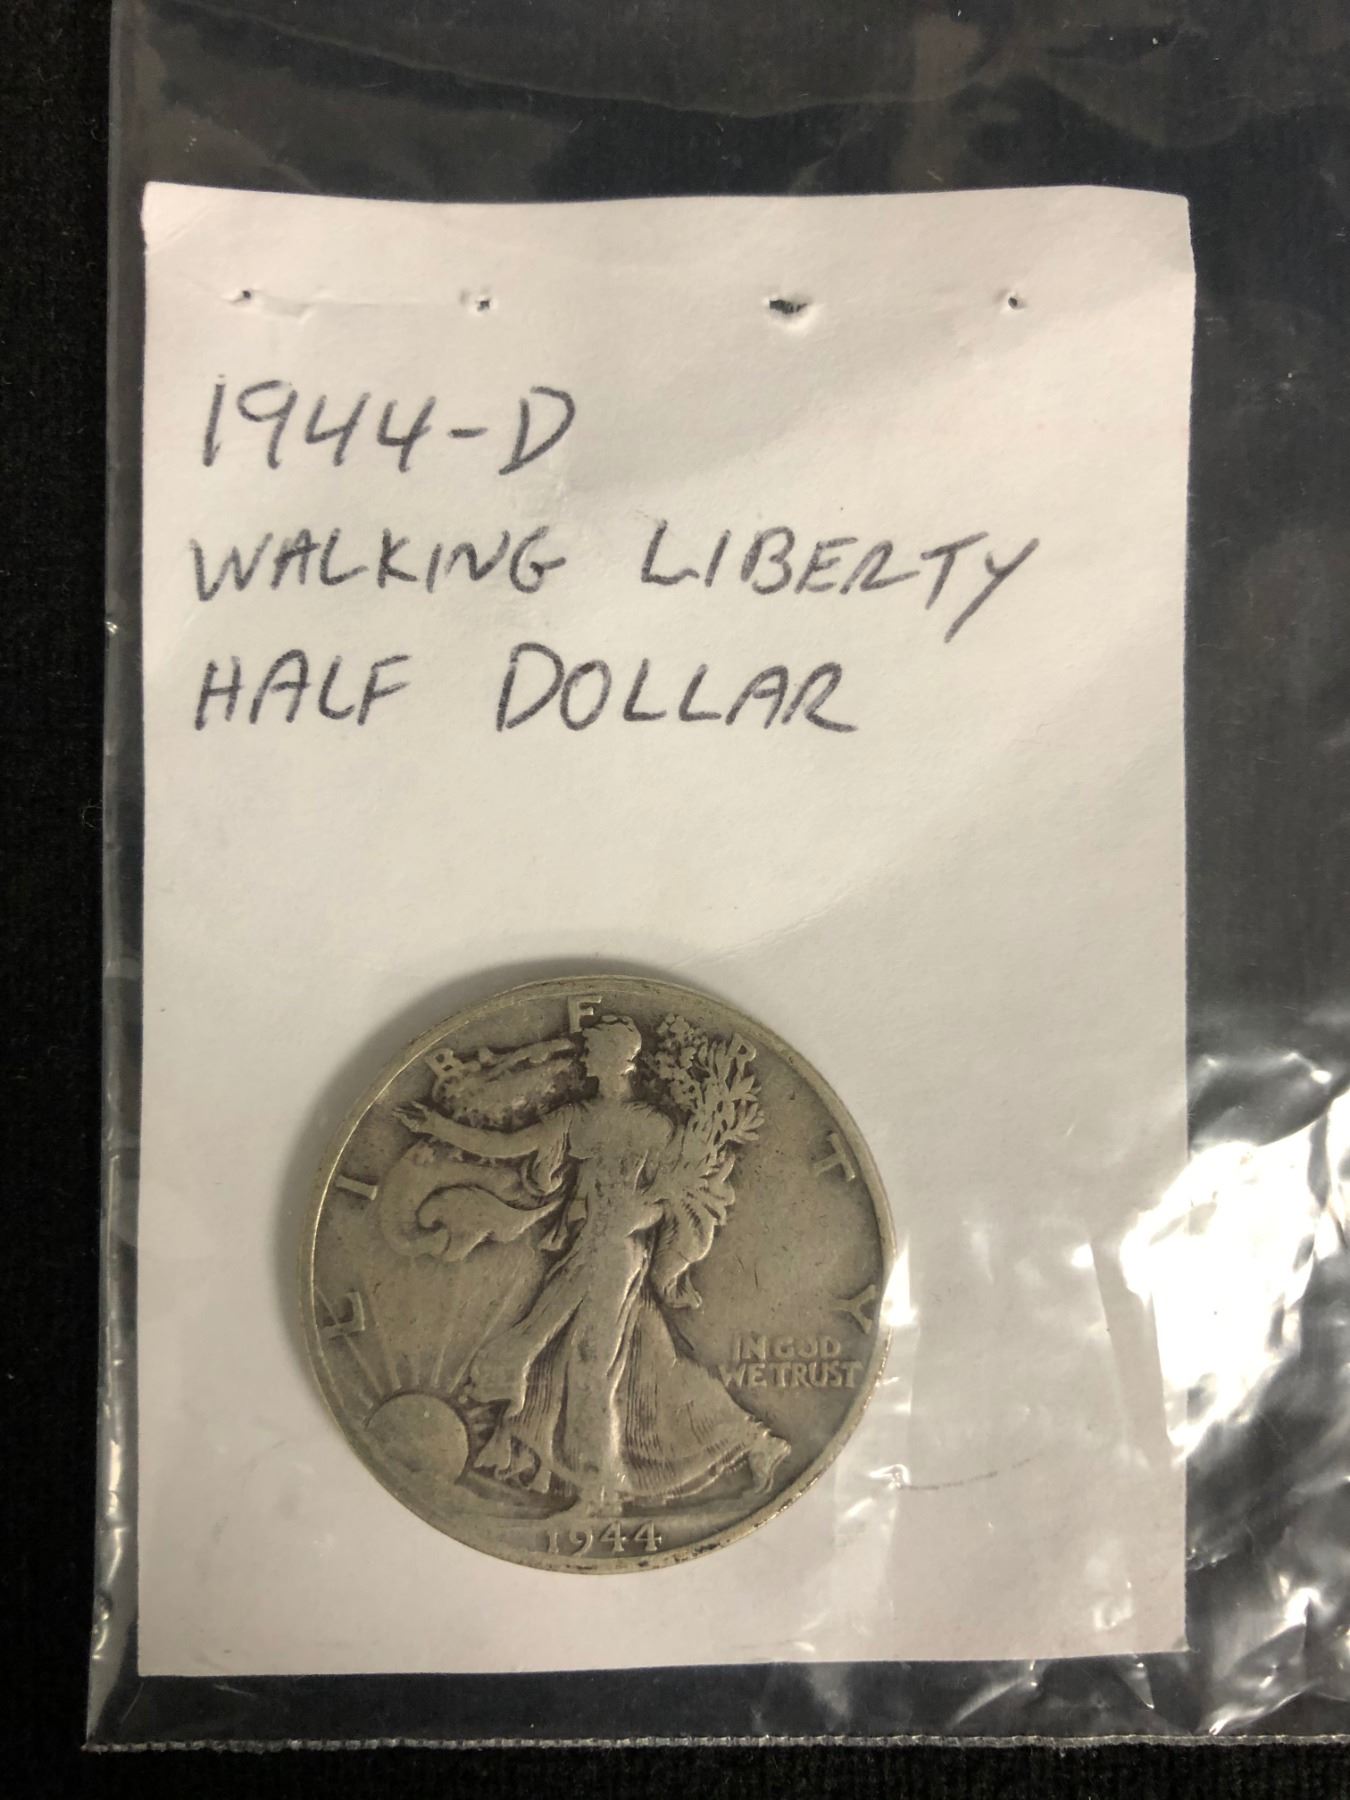 1944-D
WALKING LIBERTY
HALF DOLLAR
LIBERTY
IN GOD
WE TRUST
1944